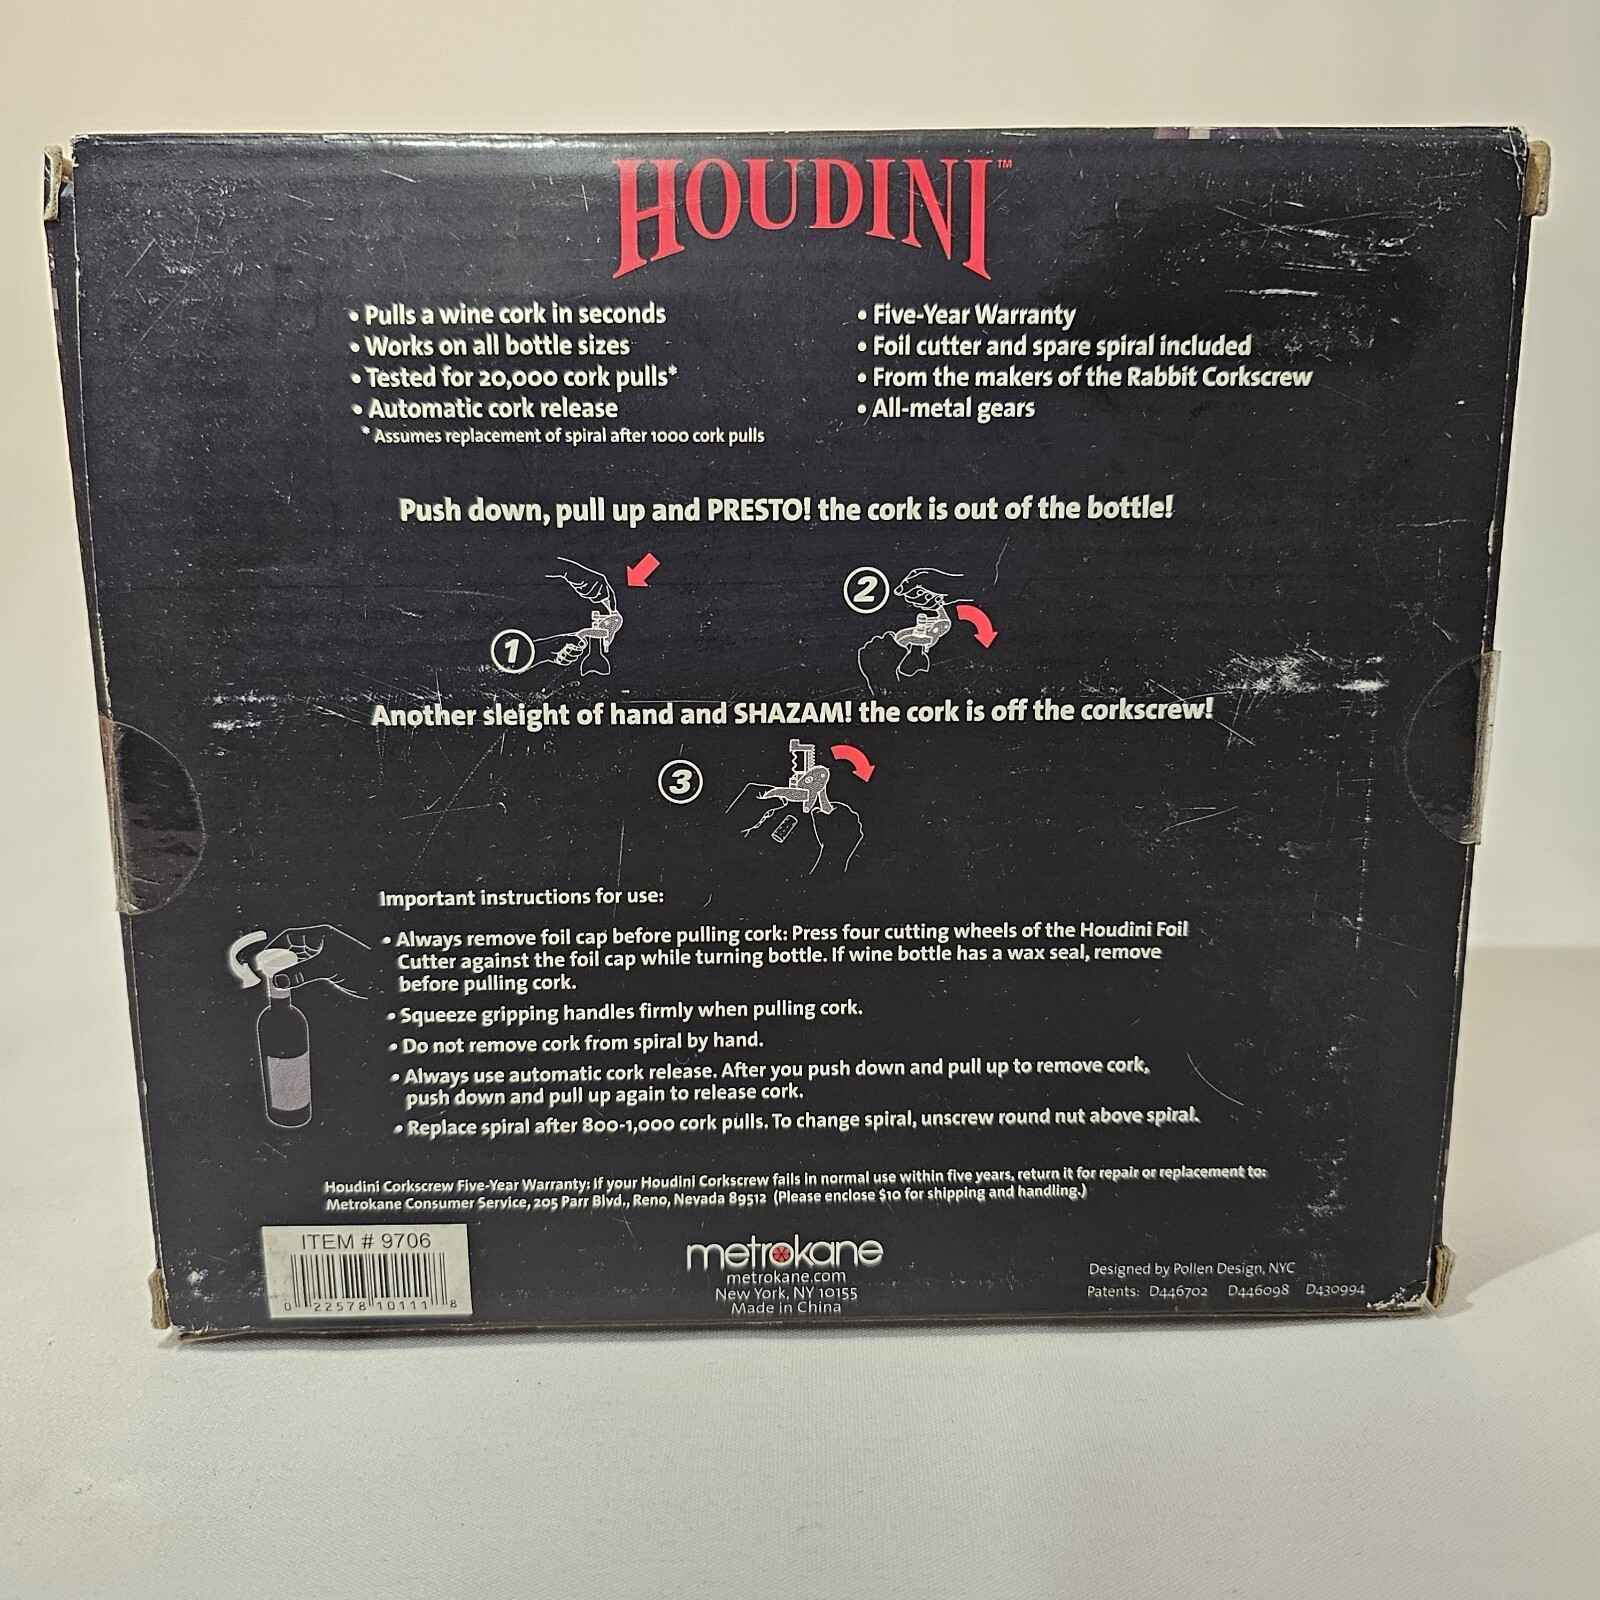 HOUDINI™
• Pulls a wine cork in seconds
• Works on all bottle sizes
• Tested for 20,000 cork pulls*
• Automatic cork release
* Assumes replacement of spiral after 1000 cork pulls
• Five-Year Warranty
• Foil cutter and spare spiral included
• From the makers of the Rabbit Corkscrew
• All-metal gears
Push down, pull up and PRESTO! the cork is out of the bottle!
1
2
Another sleight of hand and SHAZAM! the cork is off the corkscrew!
3
Important instructions for use:
• Always remove foil cap before pulling cork: Press four cutting wheels of the Houdini Foil
Cutter against the foil cap while turning bottle. If wine bottle has a wax seal, remove
before pulling cork.
• Squeeze gripping handles firmly when pulling cork.
• Do not remove cork from spiral by hand.
• Always use automatic cork release. After you push down and pull up to remove cork,
push down and pull up again to release cork.
• Replace spiral after 800-1,000 cork pulls. To change spiral, unscrew round nut above spiral.
Houdini Corkscrew Five-Year Warranty: If your Houdini Corkscrew fails in normal use within five years, return it for repair or replacement to:
Metrokane Consumer Service, 205 Parr Blvd., Reno, Nevada 89512 (Please enclose $10 for shipping and handling.)
ITEM # 9706
0 22578 10111 8
metrokane
metrokane.com
New York, NY 10155
Made in China
Designed by Pollen Design, NYC
Patents: D446702 D446098 D430994